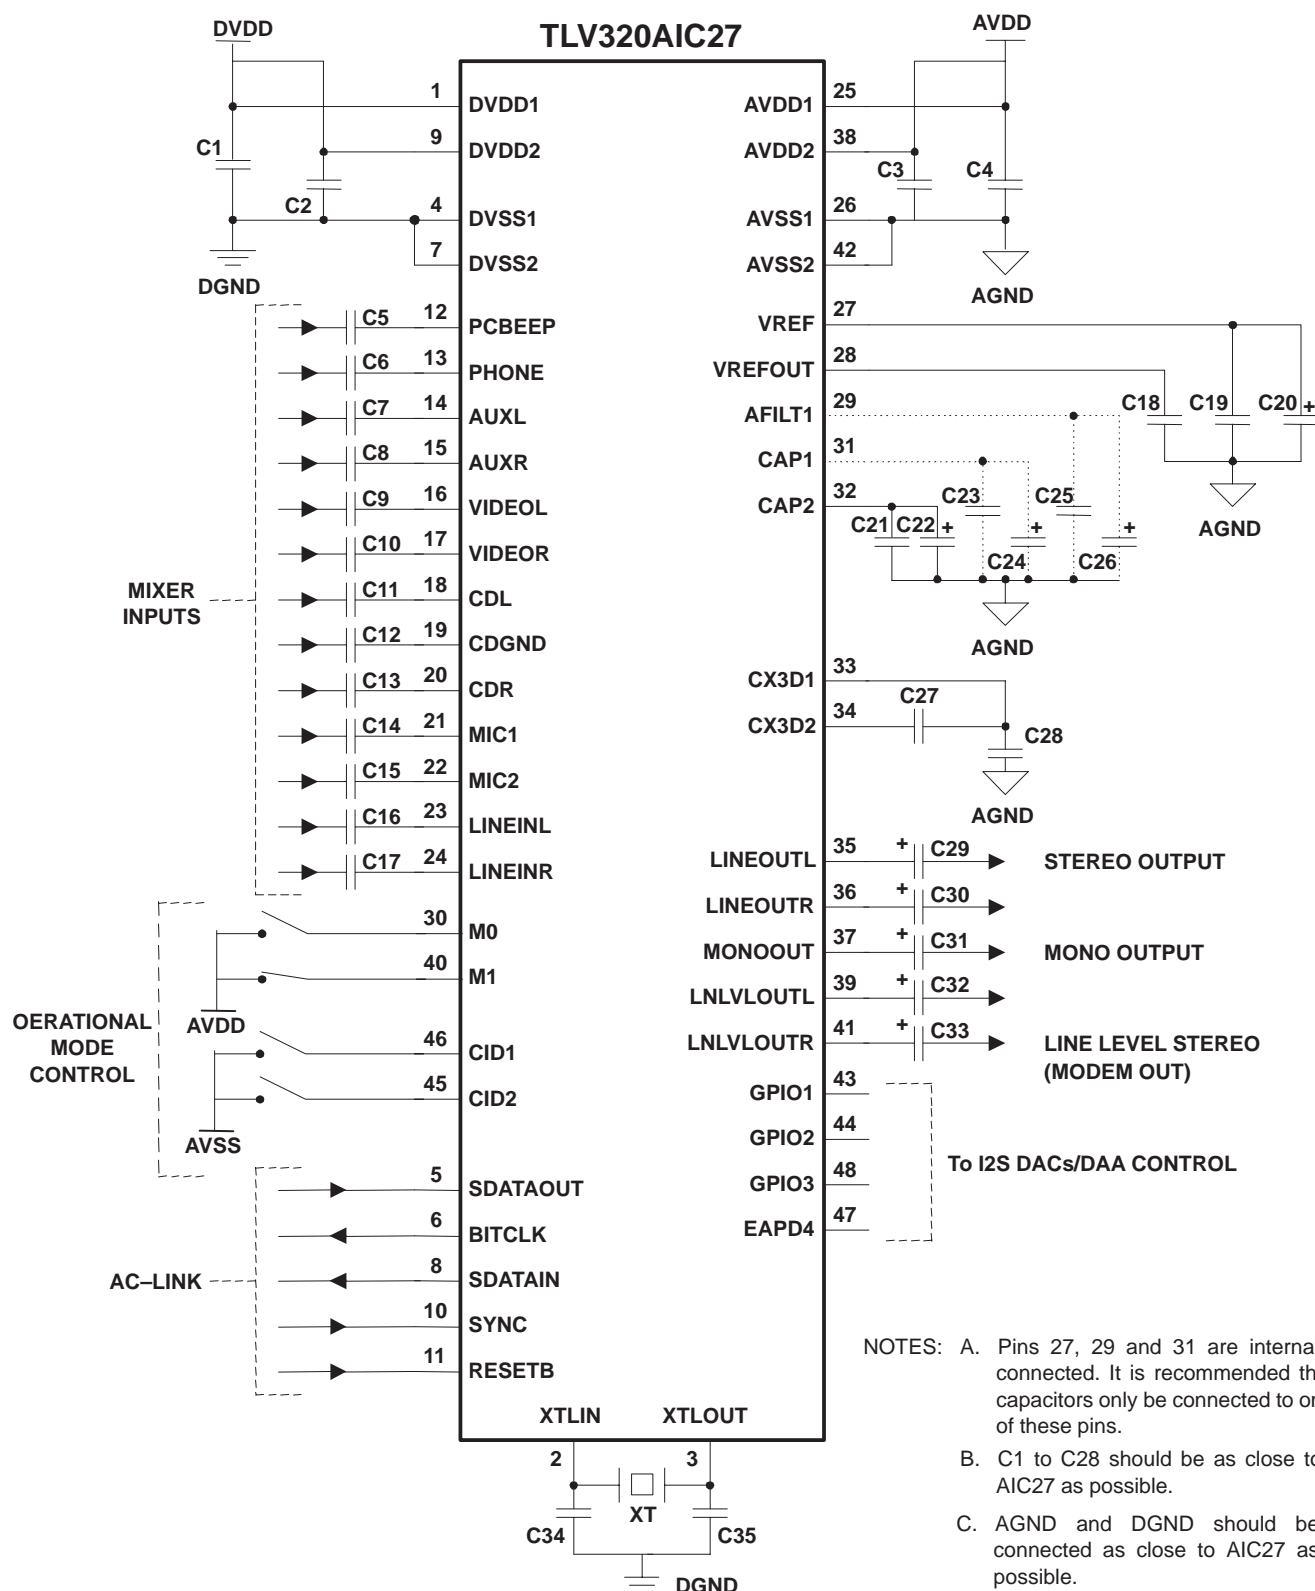 TLV320AIC27
DVDD
AVDD
1
DVDD1
9
DVDD2
C1
C2
4
DVSS1
7
DVSS2
DGND
12
C5
PCBEEP
13
C6
PHONE
14
C7
AUXL
15
C8
AUXR
16
C9
VIDEOL
17
C10
VIDEOR
18
C11
CDL
19
C12
CDGND
20
C13
CDR
21
C14
MIC1
22
C15
MIC2
23
C16
LINEINL
24
C17
LINEINR
MIXER
INPUTS
30
M0
40
M1
AVDD
46
CID1
45
CID2
AVSS
OERATIONAL
MODE
CONTROL
5
SDATAOUT
6
BITCLK
8
SDATAIN
10
SYNC
11
RESETB
AC–LINK
XTLIN
XTLOUT
2
3
XT
C34
C35
DGND
AVDD1
25
AVDD2
38
C3
C4
AVSS1
26
AVSS2
42
AGND
VREF
27
VREFOUT
28
AFILT1
29
CAP1
31
CAP2
32
C18
C19
C20
+
AGND
C21
C22
+
C23
C24
+
C25
C26
+
AGND
CX3D1
33
CX3D2
34
C27
C28
AGND
LINEOUTL
35
+
C29
STEREO OUTPUT
LINEOUTR
36
+
C30
MONOOUT
37
+
C31
MONO OUTPUT
LNLVLOUTL
39
+
C32
LNLVLOUTR
41
+
C33
LINE LEVEL STEREO
(MODEM OUT)
GPIO1
43
GPIO2
44
GPIO3
48
EAPD4
47
To I2S DACs/DAA CONTROL
NOTES: A. Pins 27, 29 and 31 are interna
connected. It is recommended th
capacitors only be connected to or
of these pins.
B. C1 to C28 should be as close to
AIC27 as possible.
C. AGND and DGND should be
connected as close to AIC27 as
possible.